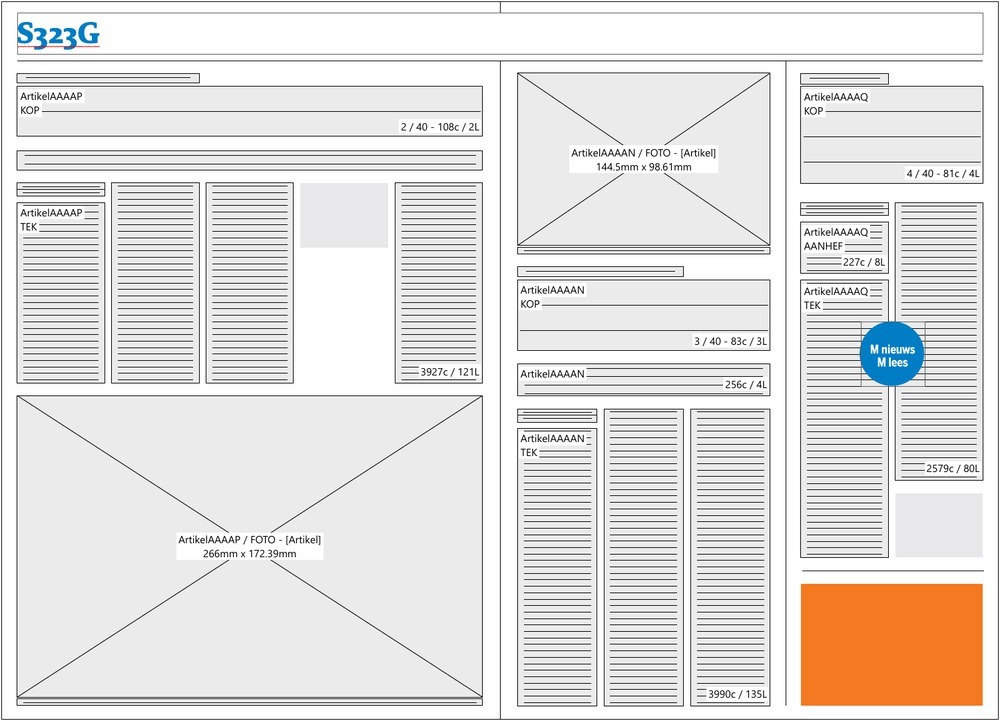 S323G
ArtikelAAAAP
KOP
2 / 40 - 108c / 2L
ArtikelAAAAP
TEK
3927c / 121L
ArtikelAAAAP / FOTO - [Artikel]
266mm x 172.39mm
ArtikelAAAAN / FOTO - [Artikel]
144.5mm x 98.61mm
ArtikelAAAAN
KOP
3 / 40 - 83c / 3L
ArtikelAAAAN
256c / 4L
ArtikelAAAAN
TEK
3990c / 135L
ArtikelAAAAQ
KOP
4 / 40 - 81c / 4L
ArtikelAAAAQ
AANHEF
227c / 8L
ArtikelAAAAQ
TEK
M nieuws
M lees
2579c / 80L